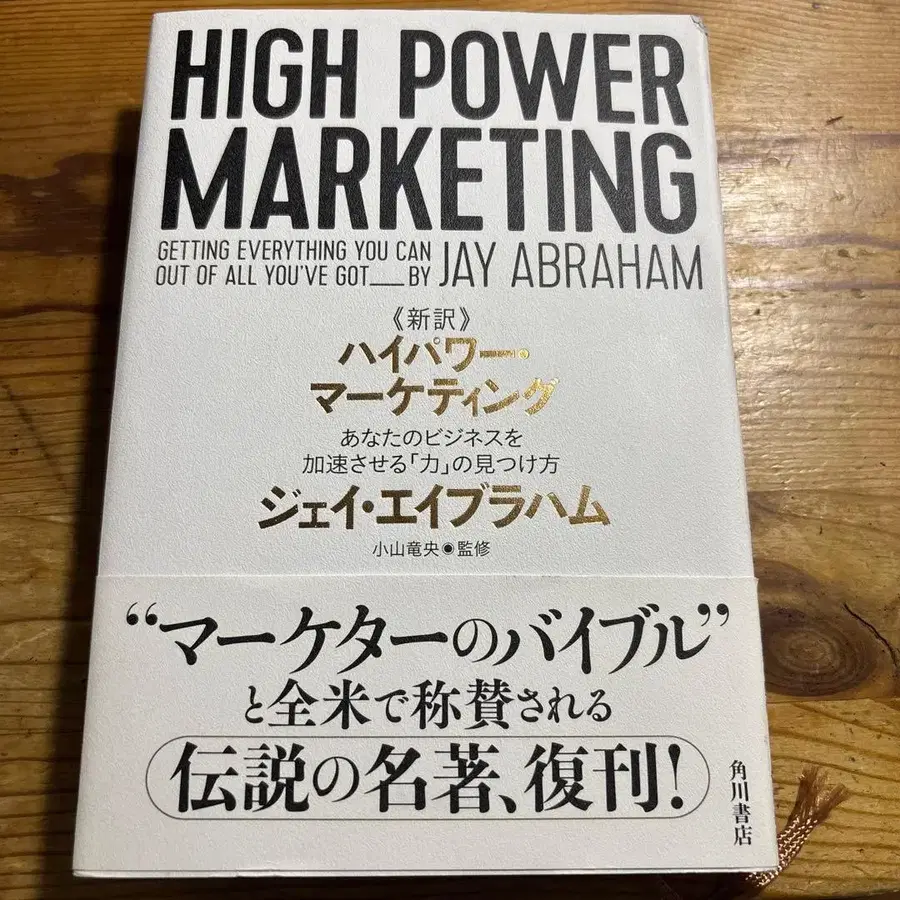 HIGH POWER
MARKETING
GETTING EVERYTHING YOU CAN
OUT OF ALL YOU'VE GOT__BY JAY ABRAHAM
《新訳》
ハイパワー・
マーケティング
あなたのビジネスを
加速させる「力」の見つけ方
ジェイ・エイブラハム
小山竜央◉監修
“マーケターのバイブル”
と全米で称賛される
伝説の名著、復刊!
角川書店